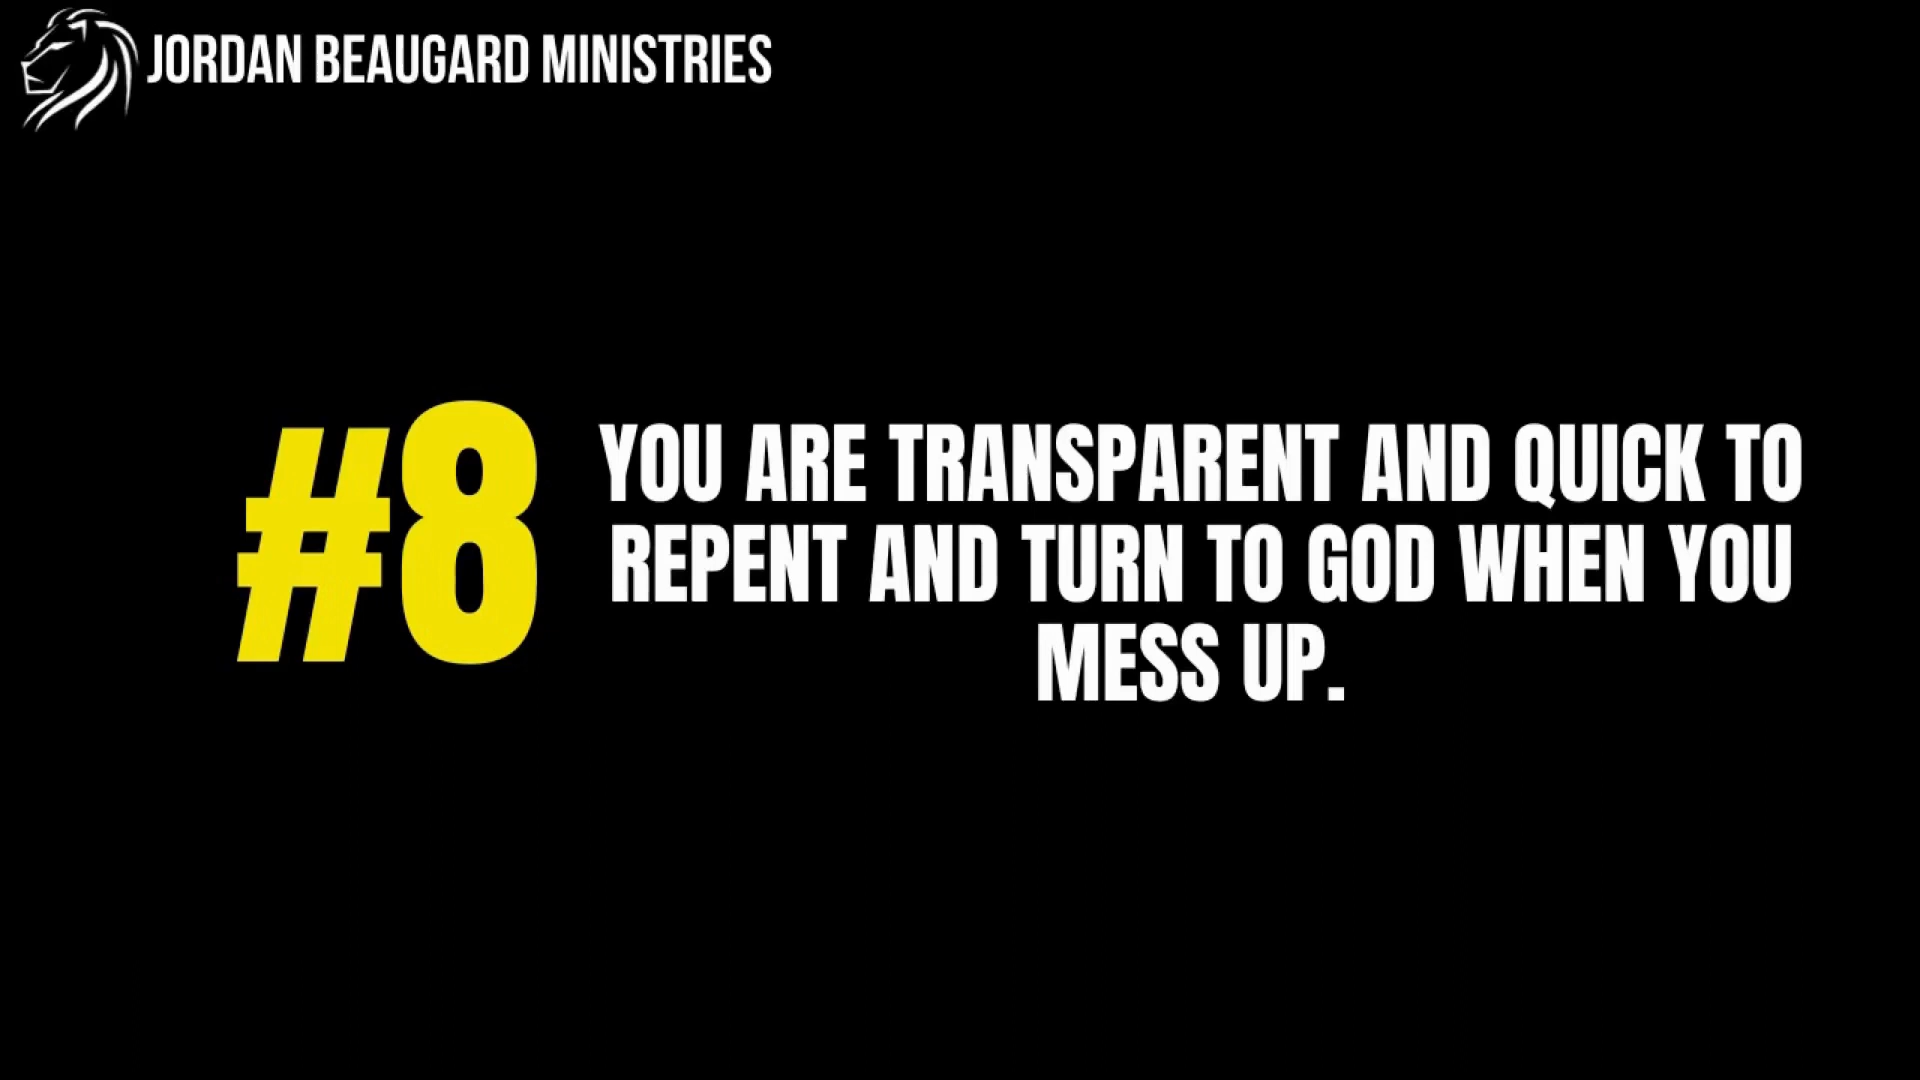 JORDAN BEAUGARD MINISTRIES
#8
YOU ARE TRANSPARENT AND QUICK TO
REPENT AND TURN TO GOD WHEN YOU
MESS UP.